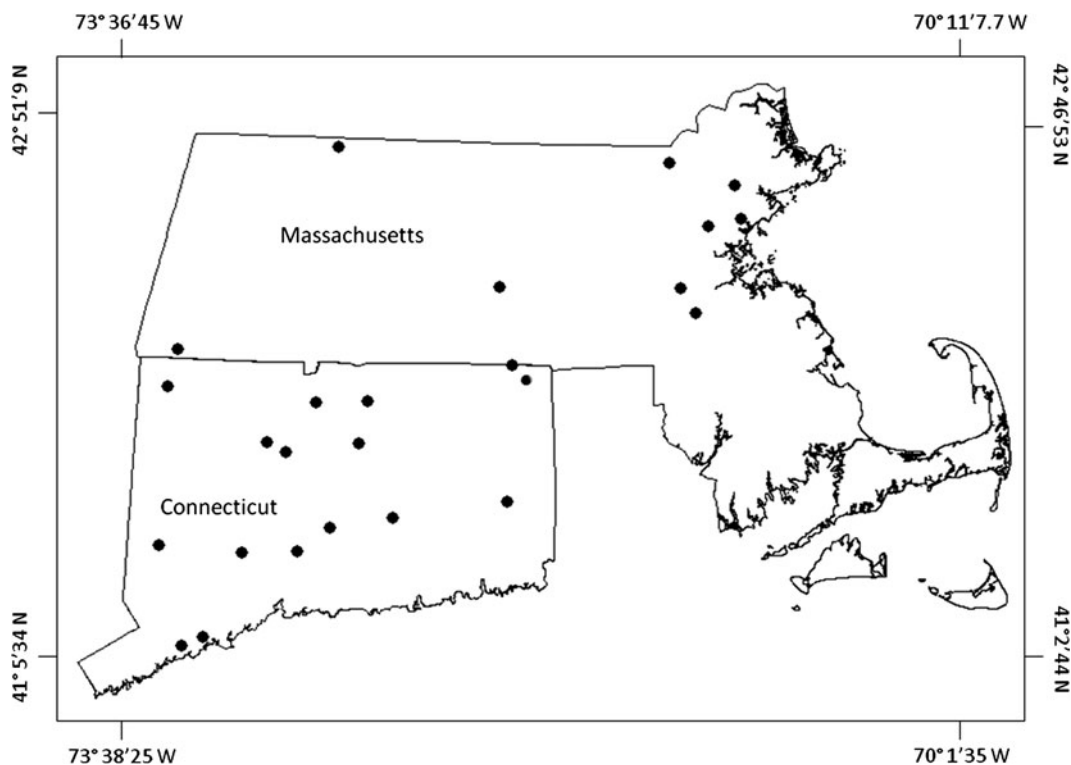 73° 36’45 W
70° 11’7.7 W
42° 51’9 N
42° 46’53 N
Massachusetts
Connecticut
41° 5’34 N
41° 2’44 N
73° 38’25 W
70° 1’35 W